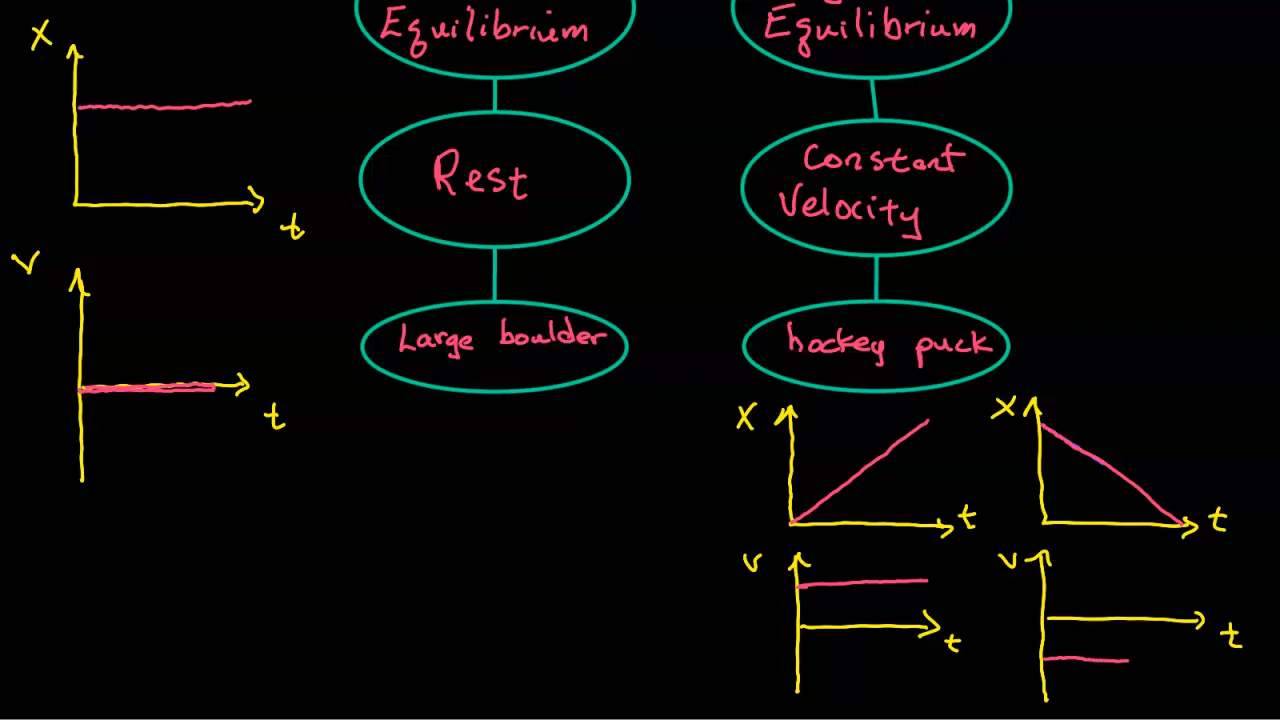 X
t
V
t
Equilibrium
Rest
Large boulder
Equilibrium
Constant
Velocity
hockey puck
X
t
X
t
V
t
V
t